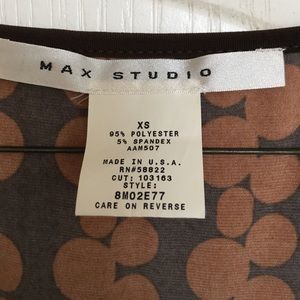 MAX STUDIO
XS
95% POLYESTER
5% SPANDEX
AAM507
MADE IN U.S.A.
RN#58822
CUT: 103163
STYLE:
8M02E77
CARE ON REVERSE